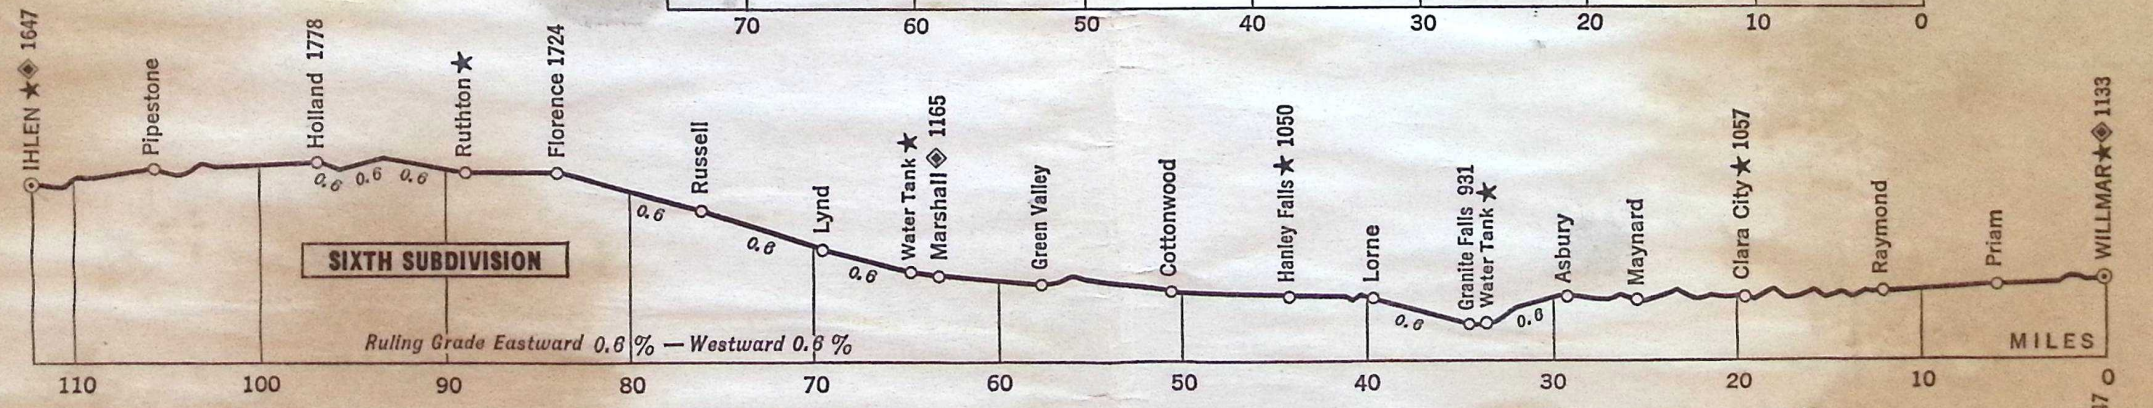 70 60 50 40 30 20 10 0
IHLEN ★◈ 1647
Pipestone
Holland 1778
Ruthton ★
Florence 1724
Russell
Lynd
Water Tank ★
Marshall ◈ 1165
Green Valley
Cottonwood
Hanley Falls ★ 1050
Lorne
Granite Falls 931
Water Tank ★
Asbury
Maynard
Clara City ★ 1057
Raymond
Priam
WILLMAR ★◈ 1133
0.6 0.6 0.6 0.6 0.6 0.6 0.6 0.6
SIXTH SUBDIVISION
Ruling Grade Eastward 0.6 % — Westward 0.6 %
MILES
110 100 90 80 70 60 50 40 30 20 10 0
47